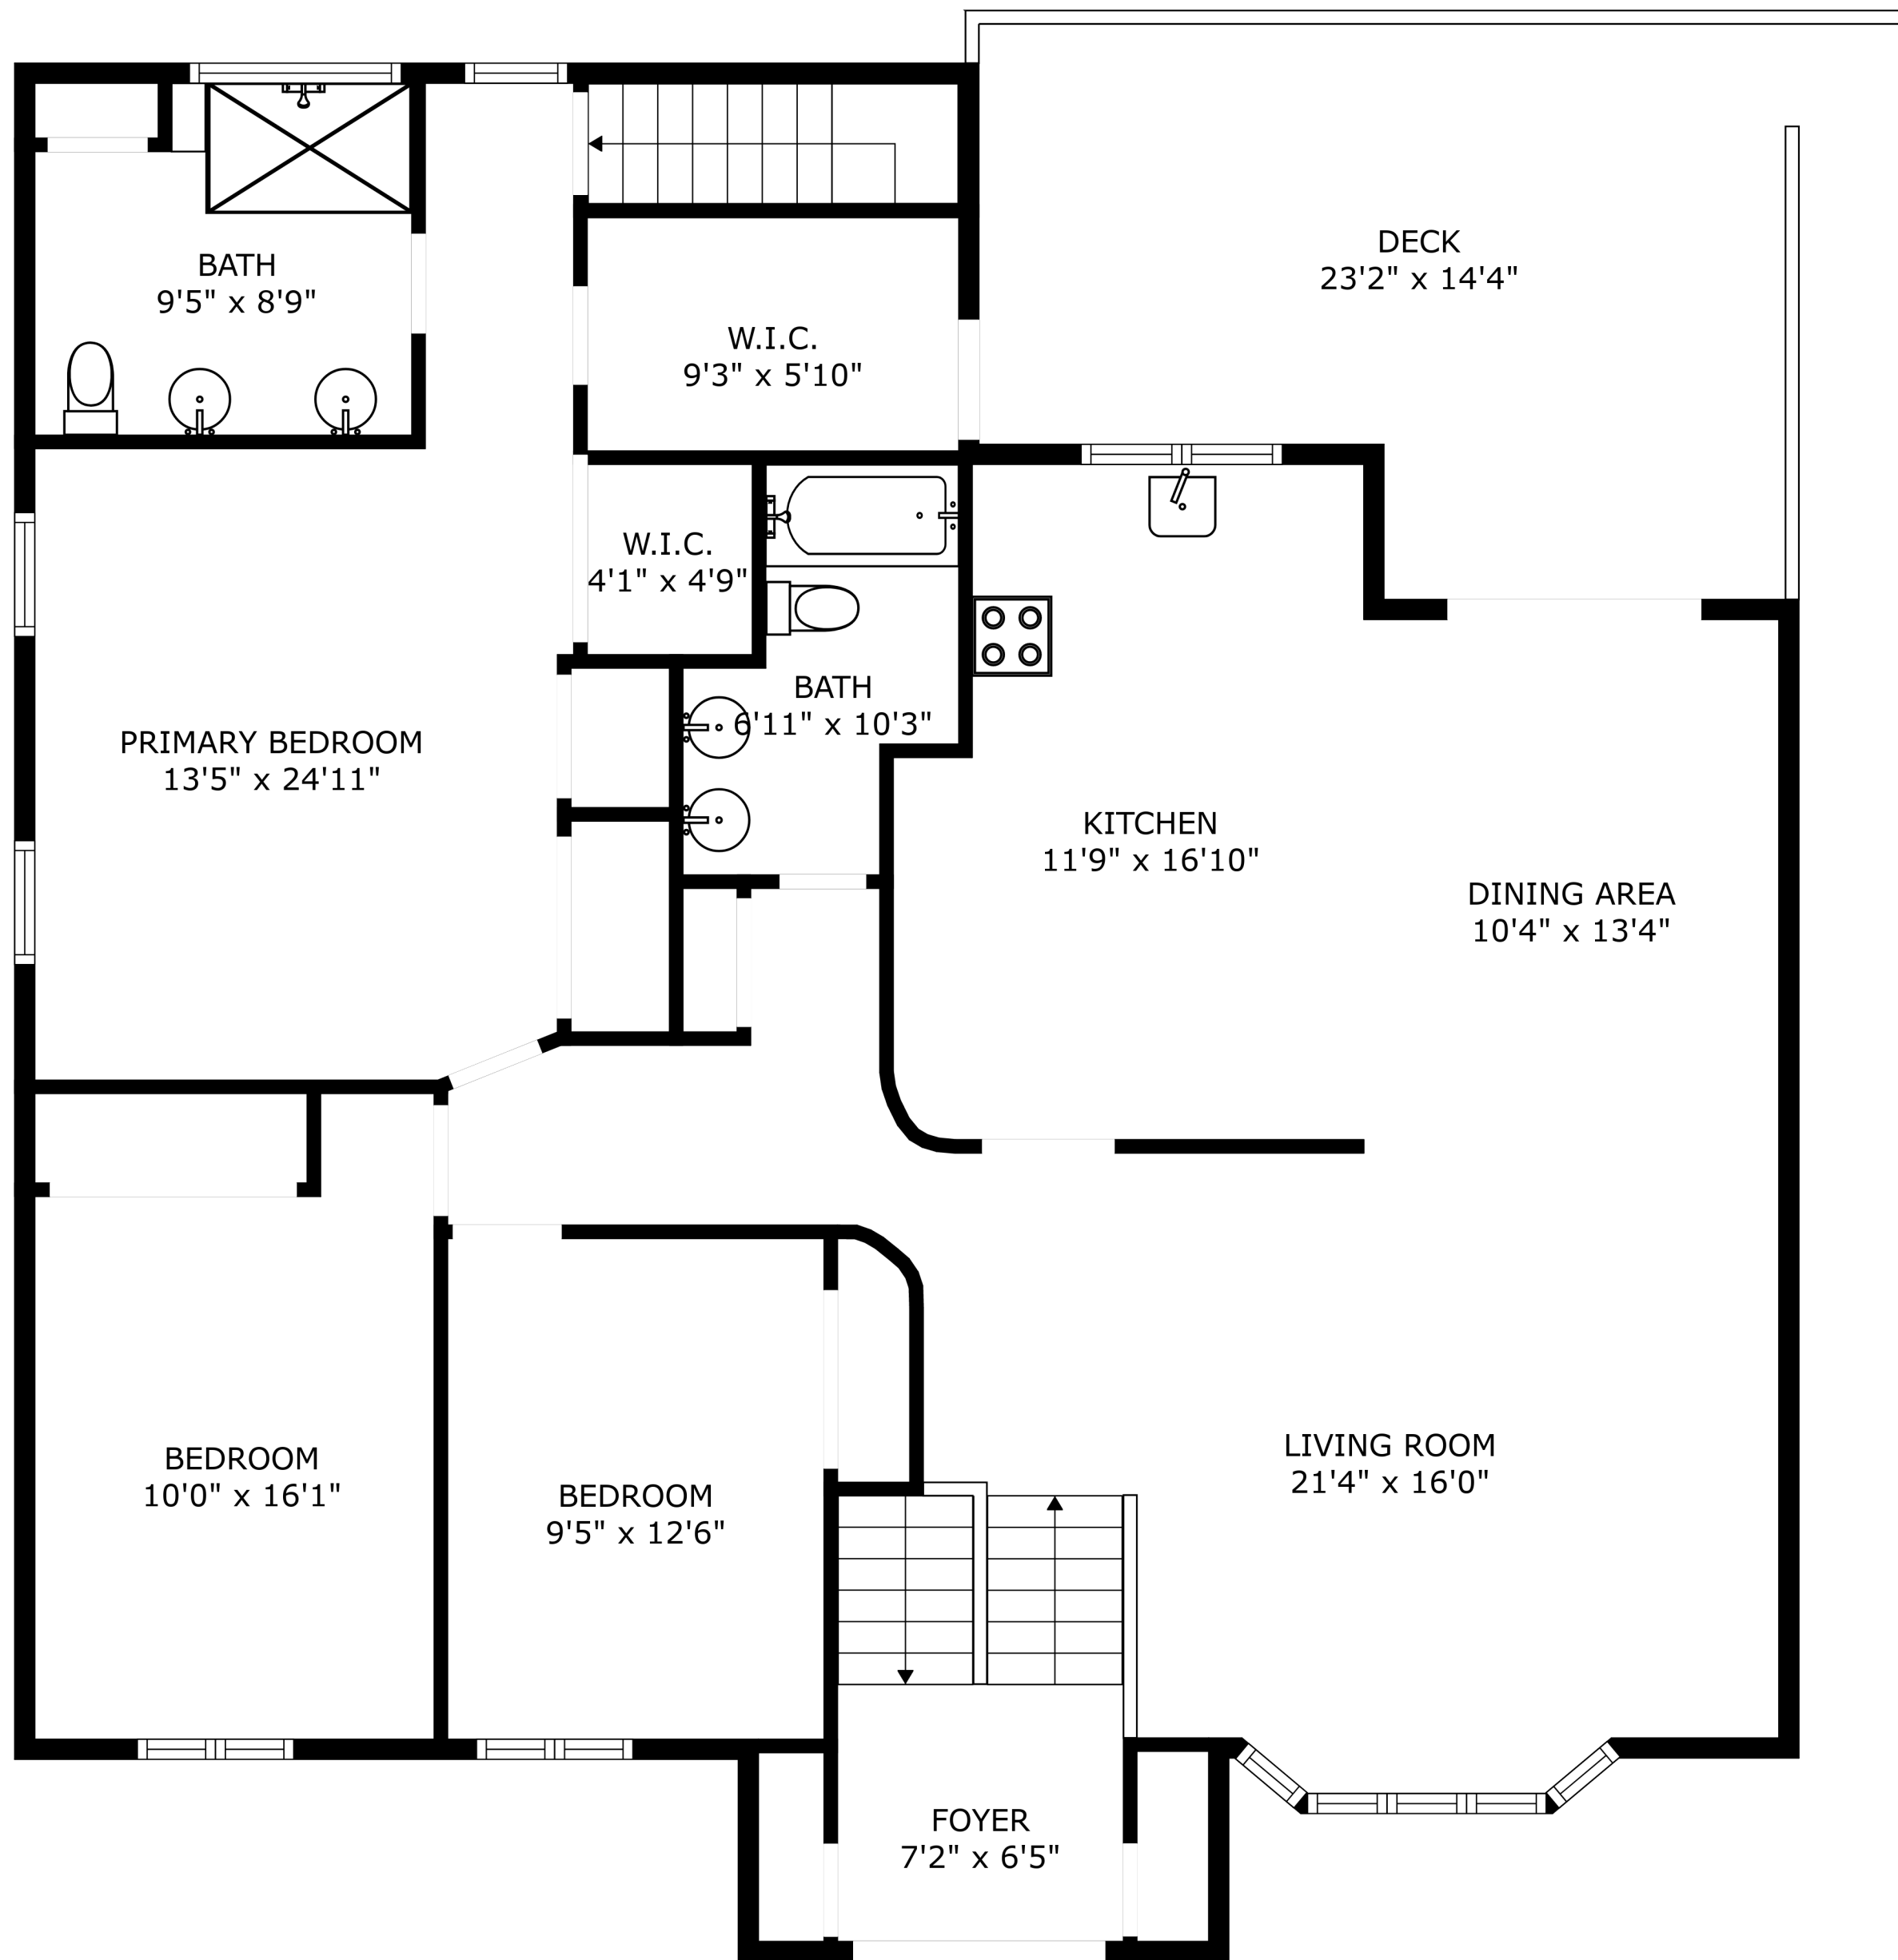 DECK
23'2" x 14'4"
BATH
9'5" x 8'9"
W.I.C.
9'3" x 5'10"
W.I.C.
4'1" x 4'9"
BATH
6'11" x 10'3"
PRIMARY BEDROOM
13'5" x 24'11"
KITCHEN
11'9" x 16'10"
DINING AREA
10'4" x 13'4"
LIVING ROOM
21'4" x 16'0"
BEDROOM
10'0" x 16'1"
BEDROOM
9'5" x 12'6"
FOYER
7'2" x 6'5"